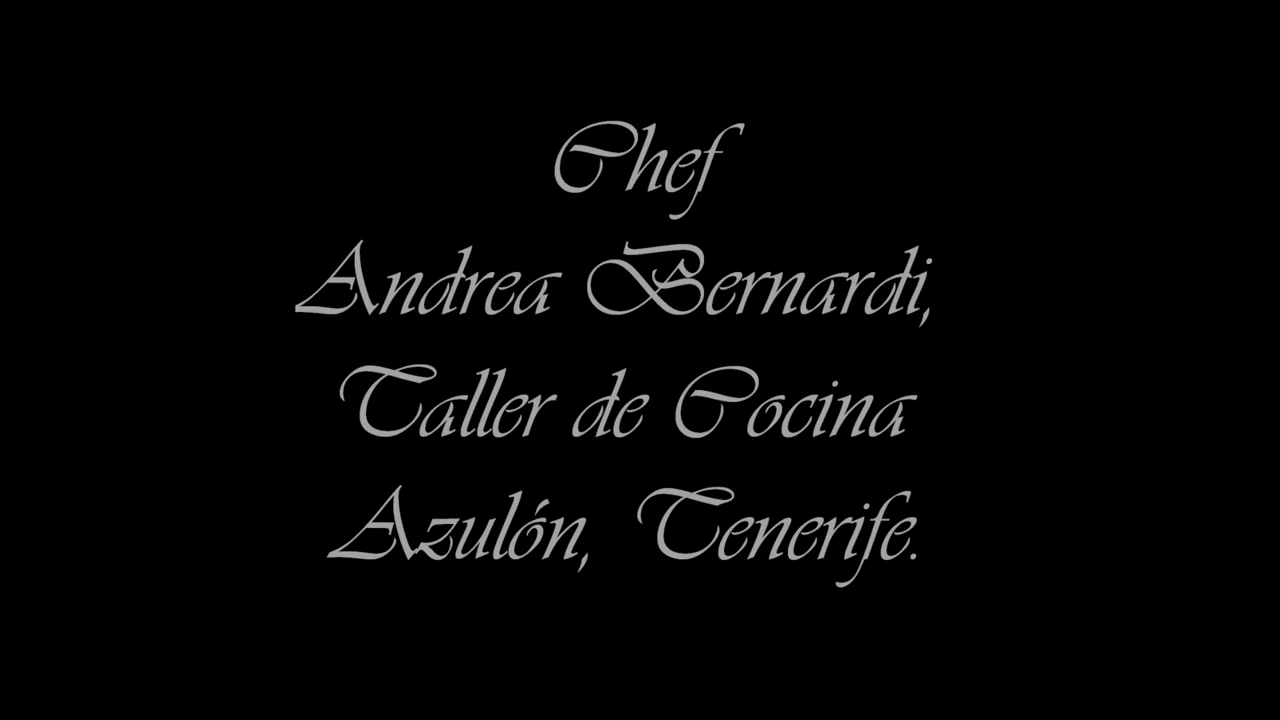 Chef
Andrea Bernardi,
Taller de Cocina
Azulón, Tenerife.